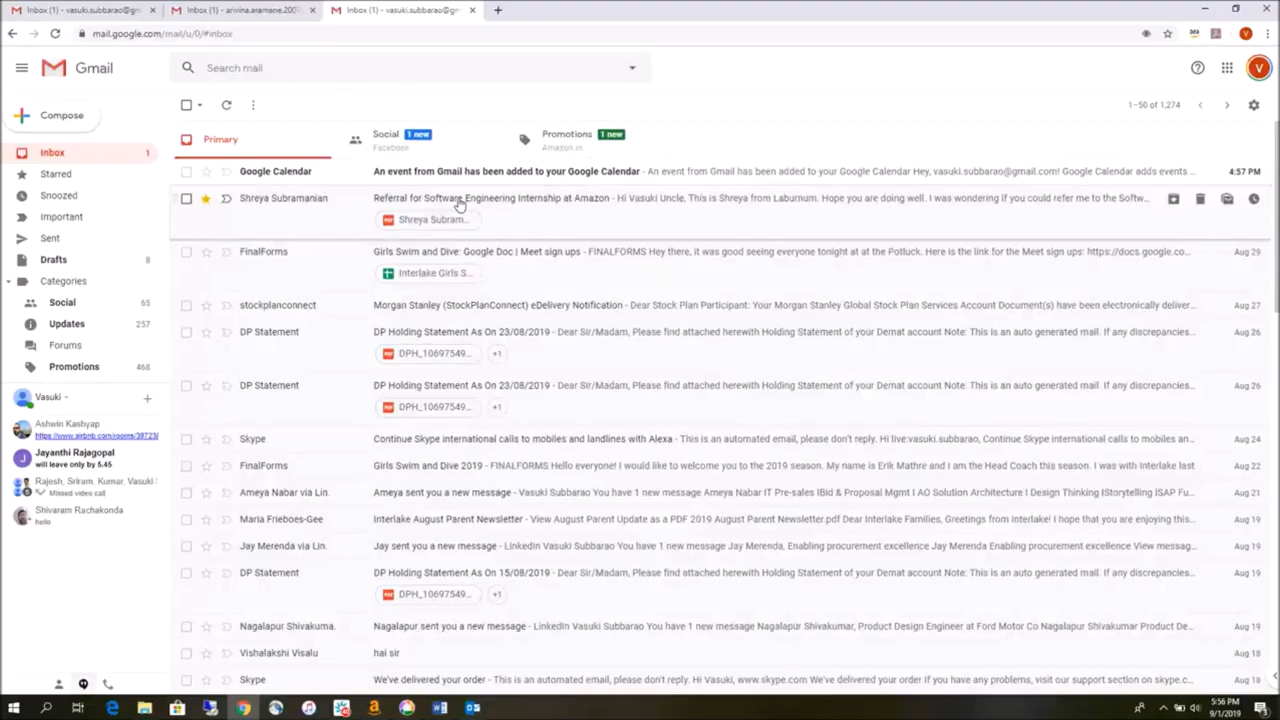 Inbox (1) - vasuki.subbarao@gm
Inbox (1) - arivina.aramane.200
Inbox (1) - vasuki.subbarao@gm
mail.google.com/mail/u/0/#inbox
Gmail
Search mail
V
Compose
1–50 of 1,274
Primary
Social 1 new
Facebook
Promotions 1 new
Amazon.in
Inbox 1
Starred
Snoozed
Important
Sent
Drafts 8
Categories
Social 65
Updates 257
Forums
Promotions 468
Vasuki
Ashwin Kashyap
https://www.airbnb.com/rooms/39723
Jayanthi Rajagopal
will leave only by 5.45
Rajesh, Sriram, Kumar, Vasuki
Missed video call
Shivaram Rachakonda
hello
Google Calendar An event from Gmail has been added to your Google Calendar - An event from Gmail has been added to your Google Calendar Hey, vasuki.subbarao@gmail.com! Google Calendar adds events ... 4:57 PM
Shreya Subramanian Referral for Software Engineering Internship at Amazon - Hi Vasuki Uncle, This is Shreya from Laburnum. Hope you are doing well. I was wondering if you could refer me to the Softw...
Shreya Subram...
FinalForms Girls Swim and Dive: Google Doc | Meet sign ups - FINALFORMS Hey there, it was good seeing everyone tonight at at the Potluck. Here is the link for the Meet sign ups: https://docs.google.co... Aug 29
Interlake Girls S...
stockplanconnect Morgan Stanley (StockPlanConnect) eDelivery Notification - Dear Stock Plan Participant: Your Morgan Stanley Global Stock Plan Services Account Document(s) have been electronically deliver... Aug 27
DP Statement DP Holding Statement As On 23/08/2019 - Dear Sir/Madam, Please find attached herewith Holding Statement of your Demat account Note: This is an auto generated mail. If any discrepancies... Aug 26
DPH_10697549... +1
DP Statement DP Holding Statement As On 23/08/2019 - Dear Sir/Madam, Please find attached herewith Holding Statement of your Demat account Note: This is an auto generated mail. If any discrepancies... Aug 26
DPH_10697549... +1
Skype Continue Skype international calls to mobiles and landlines with Alexa - This is an automated email, please don't reply. Hi live:vasuki.subbarao, Continue Skype international calls to mobiles an... Aug 24
FinalForms Girls Swim and Dive 2019 - FINALFORMS Hello everyone! I would like to welcome you to the 2019 season. My name is Erik Mathre and I am the Head Coach this season. I was with Interlake last Aug 22
Ameya Nabar via Lin. Ameya sent you a new message - Vasuki Subbarao You have 1 new message Ameya Nabar IT Pre-sales IBid & Proposal Mgmt I AO Solution Architecture I Design Thinking IStorytelling ISAP Fu... Aug 21
Maria Frieboes-Gee Interlake August Parent Newsletter - View August Parent Update as a PDF 2019 August Parent Newsletter.pdf Dear Interlake Families, Greetings from Interlake! I hope that you are enjoying this... Aug 19
Jay Merenda via Lin. Jay sent you a new message - LinkedIn Vasuki Subbarao You have 1 new message Jay Merenda, Enabling procurement excellence Jay Merenda Enabling procurement excellence View messag... Aug 19
DP Statement DP Holding Statement As On 15/08/2019 - Dear Sir/Madam, Please find attached herewith Holding Statement of your Demat account Note: This is an auto generated mail. If any discrepancies... Aug 19
DPH_10697549... +1
Nagalapur Shivakuma. Nagalapur sent you a new message - LinkedIn Vasuki Subbarao You have 1 new message Nagalapur Shivakumar, Product Design Engineer at Ford Motor Co Nagalapur Shivakumar Product De... Aug 19
Vishalakshi Visalu hai sir Aug 18
Skype We've delivered your order - This is an automated email, please don't reply. Hi Vasuki, www.skype.com We've delivered your order If you have any problems, visit our support section on skype.c... Aug 18
5:56 PM
9/1/2019